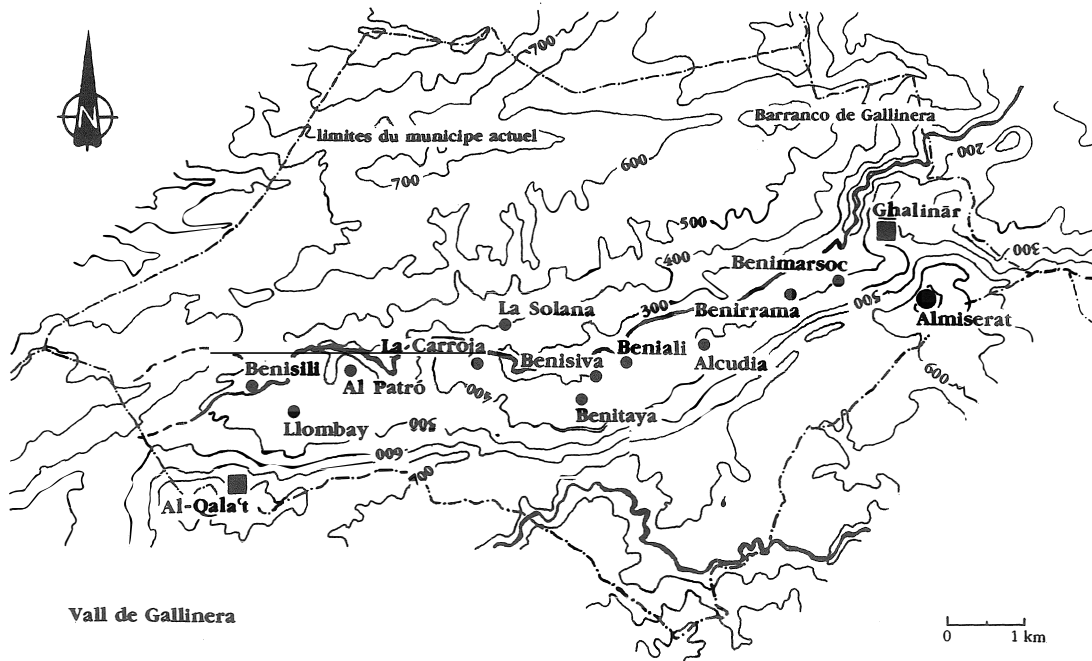 700
limites du municipe actuel
Barranco de Gallinera
N
200
600
700
Ghalinār
500
400
300
Benimarsoc
La Solana
300
Benirrama
500
Almiserat
La Carroja
Benisiva
Beniali
Alcudia
Benisili
Al Patró
400
600
Benitaya
Llombay
500
600
700
Al-Qala't
Vall de Gallinera
0 1 km